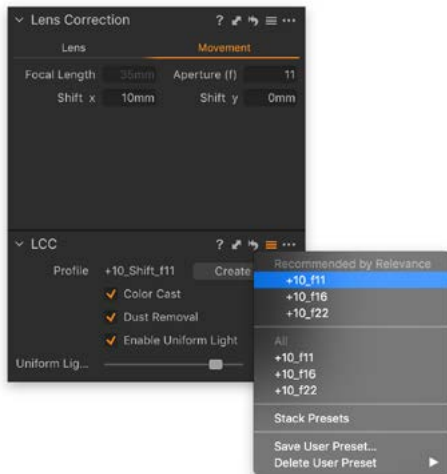 Lens Correction ?
Lens Movement
Focal Length 35mm Aperture (f) 11
Shift x 10mm Shift y 0mm
LCC ?
Profile +10_Shift_f11 Create
Color Cast
Dust Removal
Enable Uniform Light
Uniform Lig...
Recommended by Relevance
+10_f11
+10_f16
+10_f22
All
+10_f11
+10_f16
+10_f22
Stack Presets
Save User Preset...
Delete User Preset